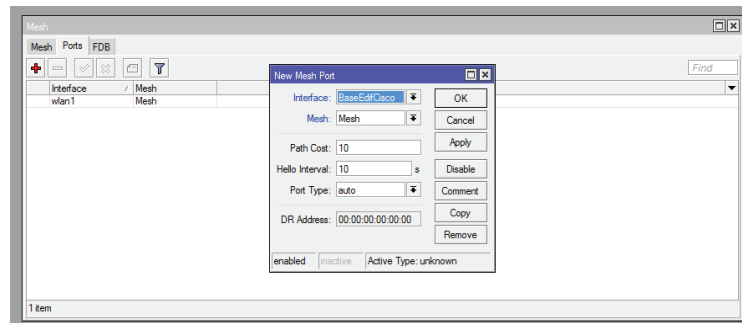 Mesh
Mesh Ports FDB
Find
Interface / Mesh
wlan1 Mesh
New Mesh Port
Interface: BaseEdifCisco
OK
Mesh: Mesh
Cancel
Path Cost: 10
Apply
Hello Interval: 10 s
Disable
Port Type: auto
Comment
DR Address: 00:00:00:00:00:00
Copy
Remove
enabled inactive Active Type: unknown
1 item